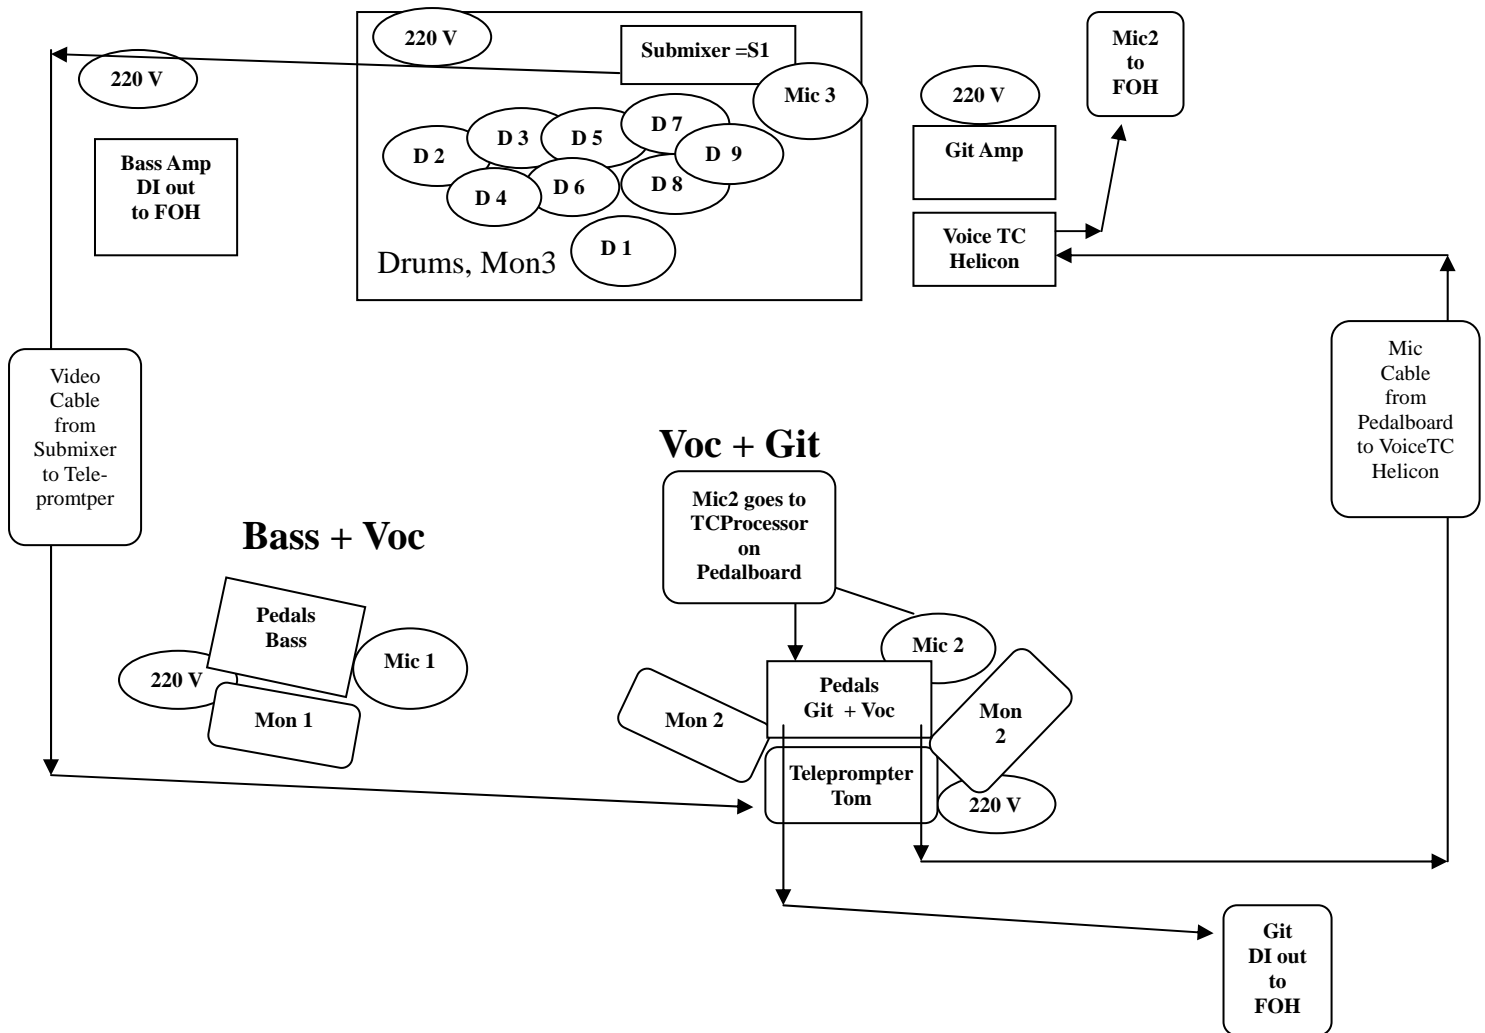 220 V
Submixer =S1
Mic2
to
FOH
220 V
Mic 3
220 V
D 2
D 3
D 5
D 7
D 9
D 4
D 6
D 8
D 1
Bass Amp
DI out
to FOH
Git Amp
Voice TC
Helicon
Drums, Mon3
Video
Cable
from
Submixer
to Tele-
promtper
Mic
Cable
from
Pedalboard
to VoiceTC
Helicon
Voc + Git
Mic2 goes to
TCProcessor
on
Pedalboard
Bass + Voc
Pedals
Bass
Mic 1
220 V
Mon 1
Mic 2
Mon 2
Pedals
Git + Voc
Mon
2
Teleprompter
Tom
220 V
Git
DI out
to
FOH